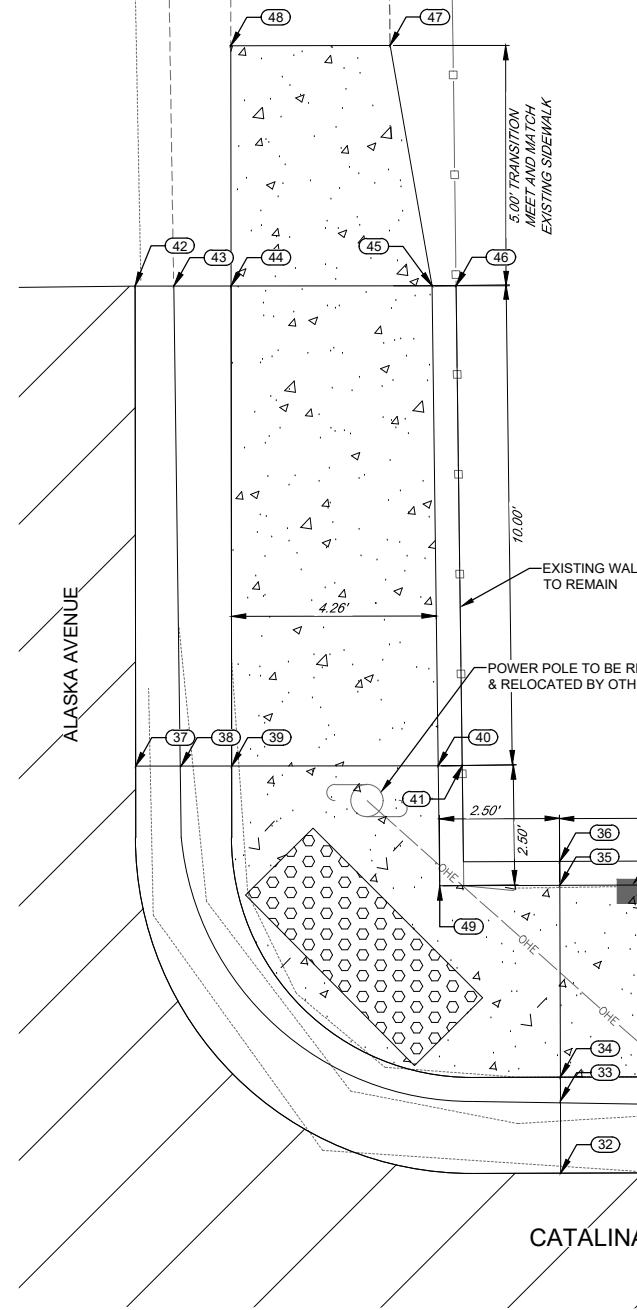 48
47
5.00' TRANSITION
MEET AND MATCH
EXISTING SIDEWALK
42
43
44
45
46
10.00'
EXISTING WAL
TO REMAIN
4.26'
ALASKA AVENUE
POWER POLE TO BE R
& RELOCATED BY OTH
37
38
39
40
41
2.50'
2.50'
36
35
OHE
49
OHE
OHE
34
33
32
CATALINA